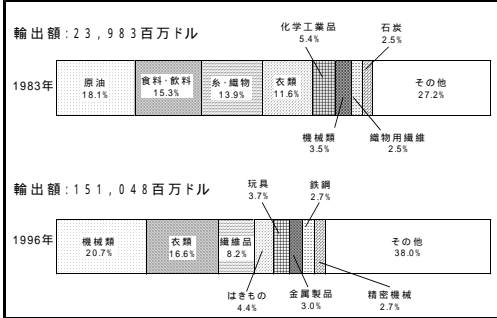 輸出額:23,983百万ドル
1983年
原油
18.1%
食料・飲料
15.3%
糸・織物
13.9%
衣類
11.6%
化学工業品
5.4%
機械類
3.5%
織物用繊維
2.5%
石炭
2.5%
その他
27.2%
輸出額:151,048百万ドル
1996年
機械類
20.7%
衣類
16.6%
繊維品
8.2%
はきもの
4.4%
玩具
3.7%
金属製品
3.0%
鉄鋼
2.7%
精密機械
2.7%
その他
38.0%